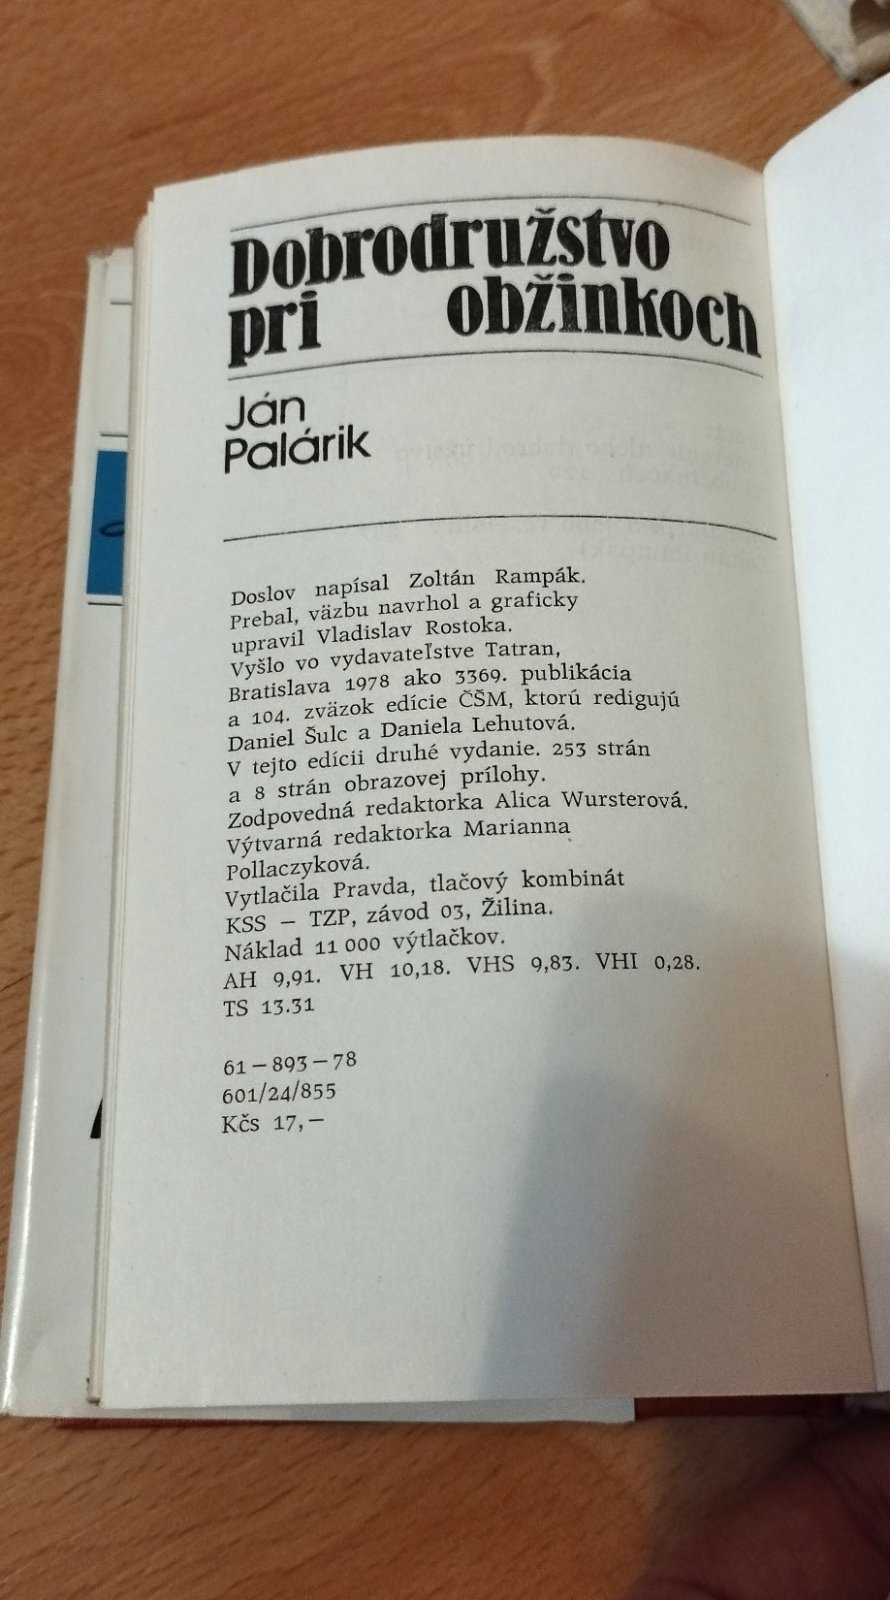 Dobrodružstvo
pri obžinkoch
Ján
Palárik
Doslov napísal Zoltán Rampák.
Prebal, väzbu navrhol a graficky
upravil Vladislav Rostoka.
Vyšlo vo vydavateľstve Tatran,
Bratislava 1978 ako 3369. publikácia
a 104. zväzok edície ČŠM, ktorú redigujú
Daniel Šulc a Daniela Lehutová.
V tejto edícii druhé vydanie. 253 strán
a 8 strán obrazovej prílohy.
Zodpovedná redaktorka Alica Wursterová.
Výtvarná redaktorka Marianna
Pollaczyková.
Vytlačila Pravda, tlačový kombinát
KSS – TZP, závod 03, Žilina.
Náklad 11 000 výtlačkov.
AH 9,91. VH 10,18. VHS 9,83. VHI 0,28.
TS 13.31
61 – 893 – 78
601/24/855
Kčs 17,–